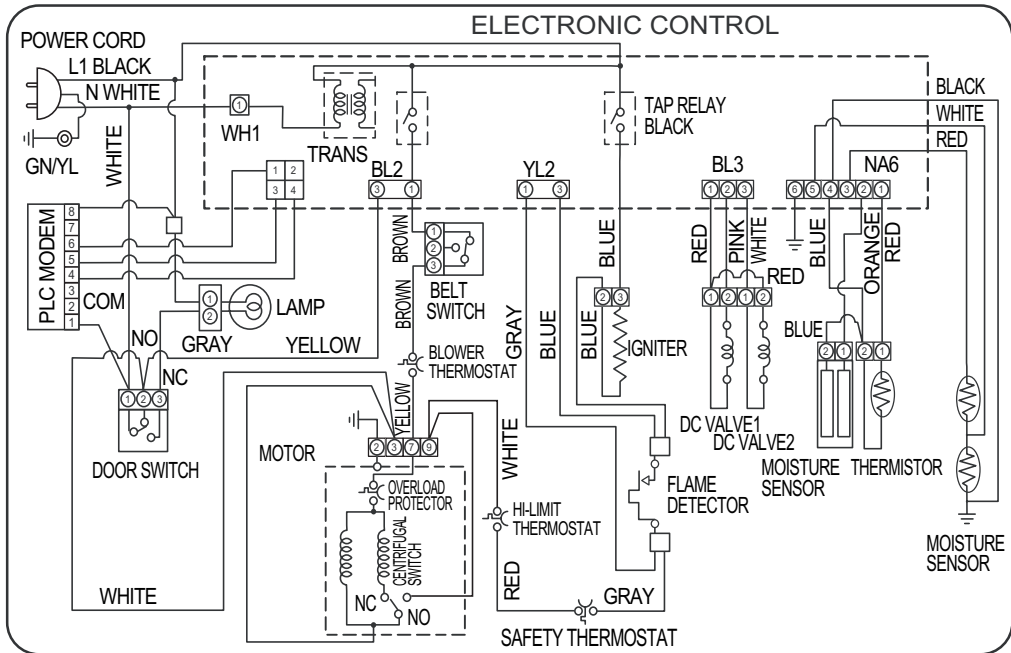 ELECTRONIC CONTROL
POWER CORD
L1 BLACK
N WHITE
GN/YL
WHITE
1
WH1
TRANS
TAP RELAY
BLACK
BLACK
WHITE
RED
1 2
3 4
BL2
3 1
YL2
1 3
BL3
1 2 3
NA6
6 5 4 3 2 1
PLC MODEM
8
7
6
5
4
3
2
1
COM
NO
NC
1
2
GRAY
LAMP
YELLOW
BROWN
BROWN
1
2
3
BELT
SWITCH
BLOWER
THERMOSTAT
YELLOW
GRAY
BLUE
BLUE
BLUE
2 3
IGNITER
RED
PINK
WHITE
RED
1 2 1 2
DC VALVE1
DC VALVE2
BLUE
ORANGE
RED
BLUE
2 1
2 1
MOISTURE
SENSOR
THERMISTOR
MOISTURE
SENSOR
1 2 3
DOOR SWITCH
MOTOR
2 3 7 9
OVERLOAD
PROTECTOR
CENTRIFUGAL
SWITCH
NC
NO
WHITE
WHITE
HI-LIMIT
THERMOSTAT
RED
FLAME
DETECTOR
GRAY
SAFETY THERMOSTAT